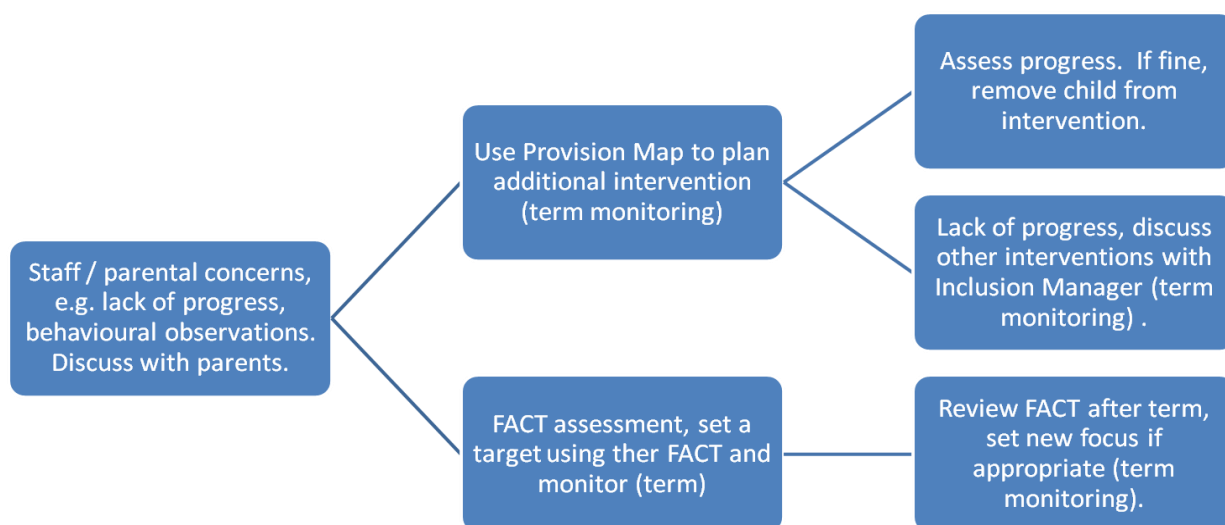 Staff / parental concerns,
e.g. lack of progress,
behavioural observations.
Discuss with parents.
Use Provision Map to plan
additional intervention
(term monitoring)
FACT assessment, set a
target using ther FACT and
monitor (term)
Assess progress.  If fine,
remove child from
intervention.
Lack of progress, discuss
other interventions with
Inclusion Manager (term
monitoring) .
Review FACT after term,
set new focus if
appropriate (term
monitoring).